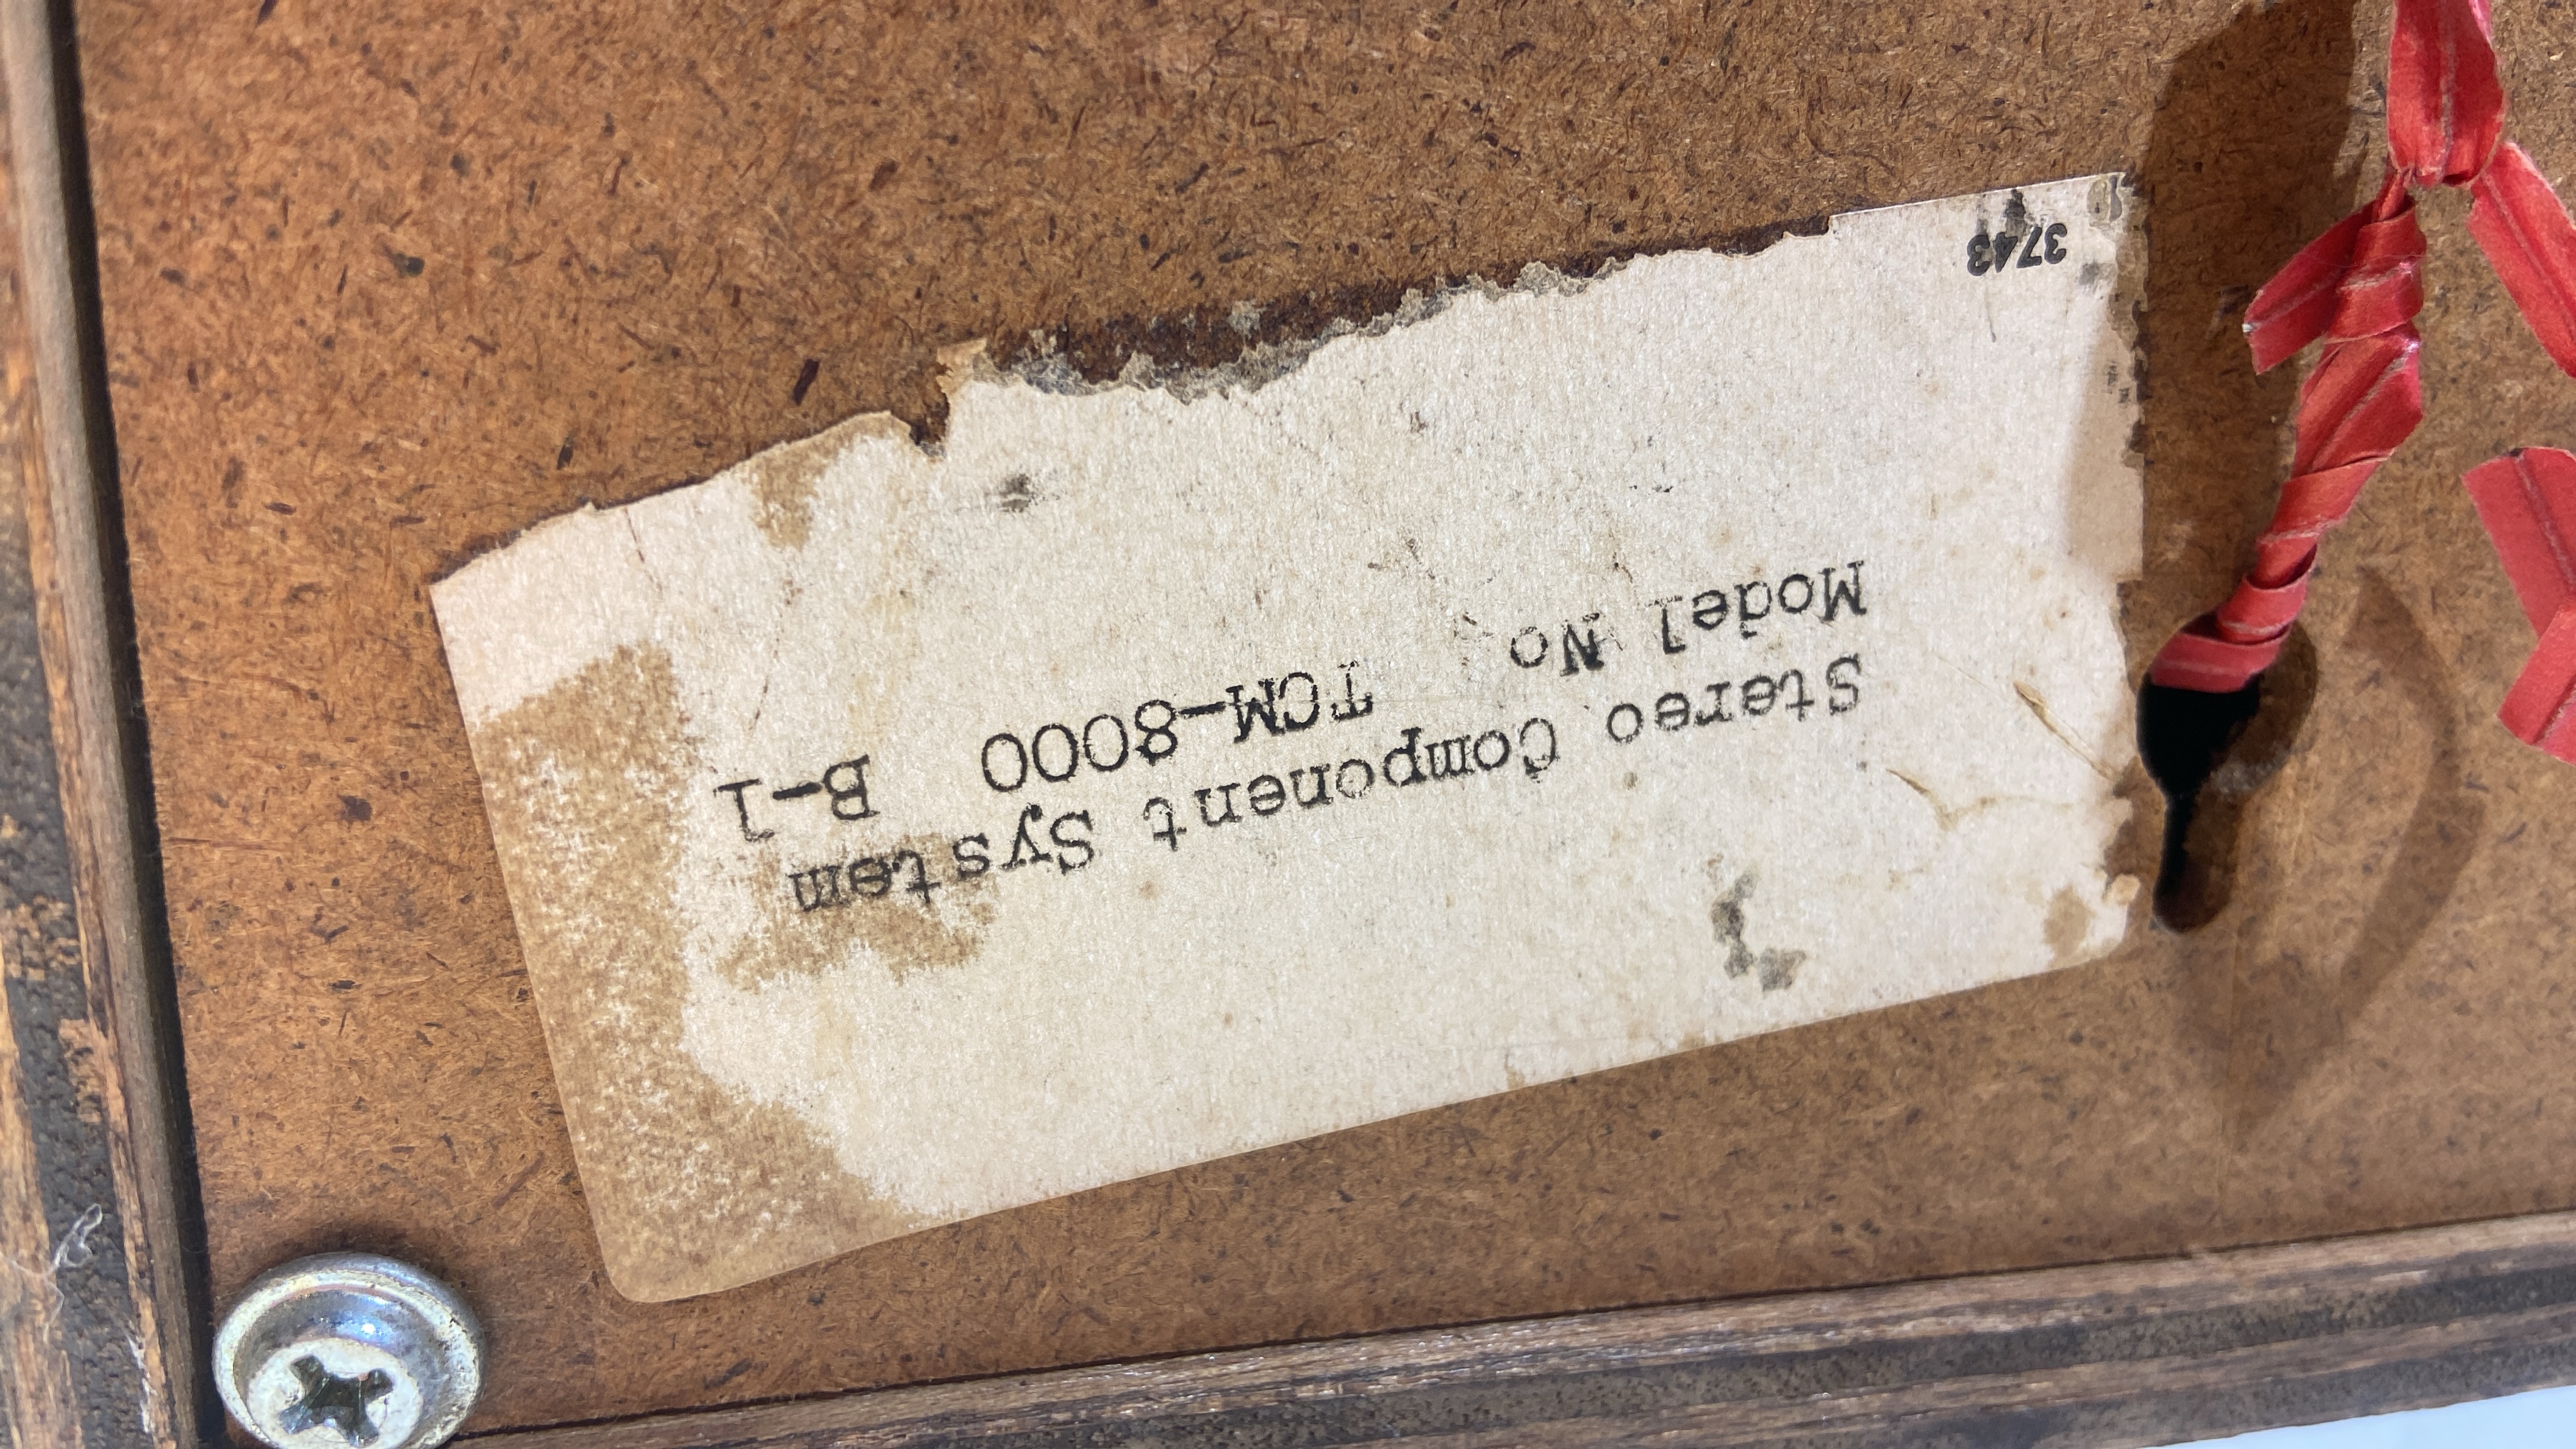 Stereo Component System
Model No. TCM-8000 B-1
3743